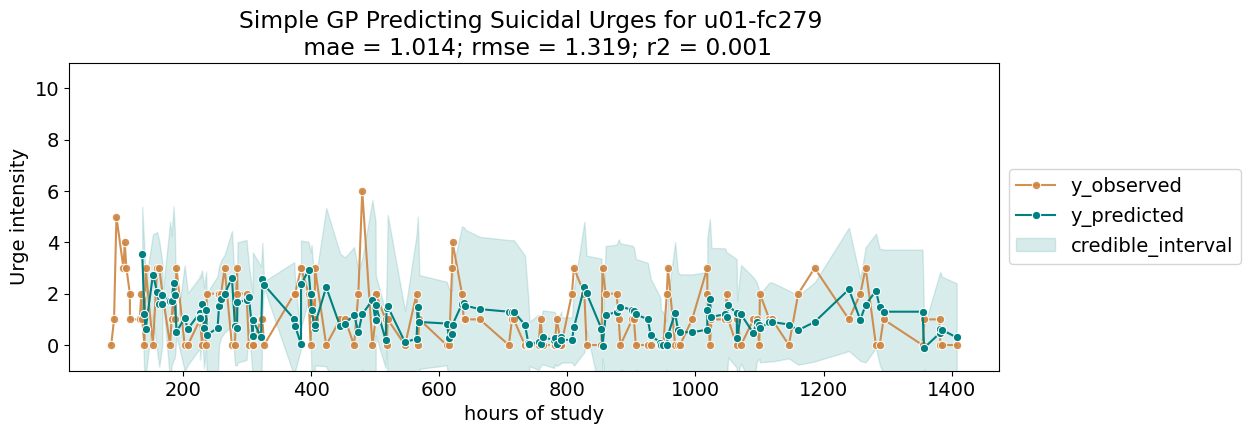 Simple GP Predicting Suicidal Urges for u01-fc279
mae = 1.014; rmse = 1.319; r2 = 0.001
Urge intensity
10
8
6
4
2
0
200
400
600
800
1000
1200
1400
hours of study
y_observed
y_predicted
credible_interval